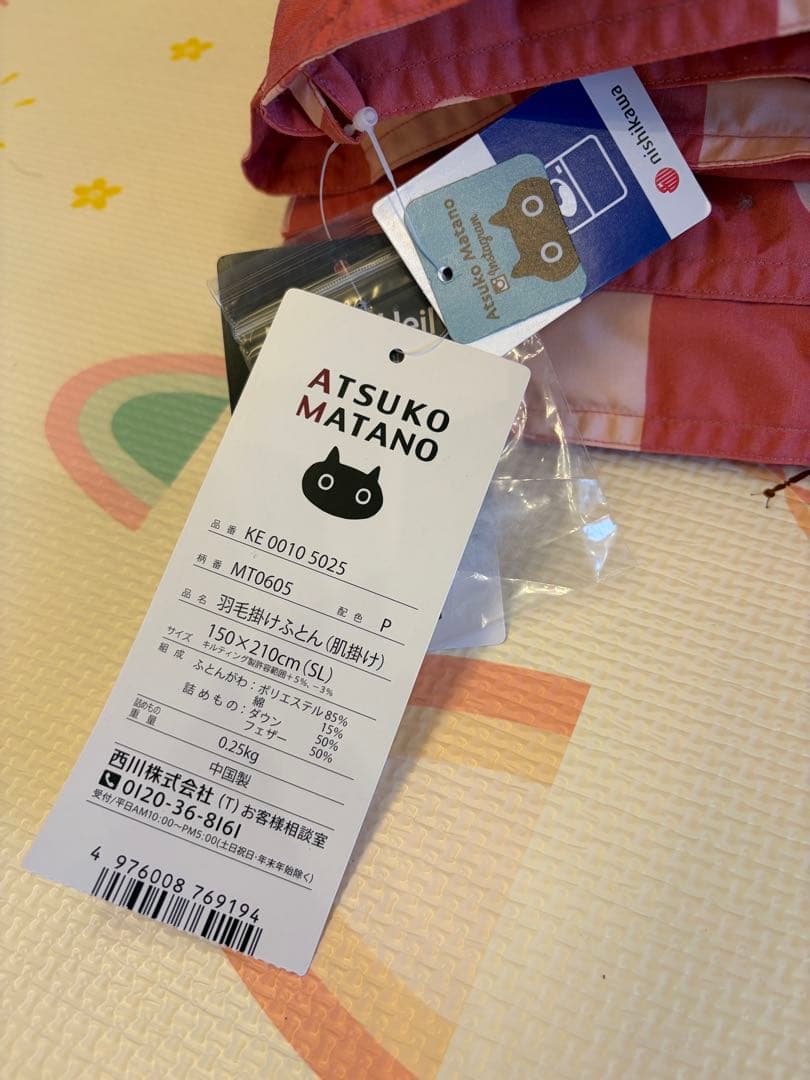 nishikawa
Atsuko Matano
Instagram
ATSUKO
MATANO
品番 KE 0010 5025
柄番 MT0605 配色 P
品名 羽毛掛けふとん(肌掛け)
サイズ 150×210cm(SL)
キルティング製許容範囲+5%、-3%
組成 ふとんがわ:ポリエステル 85%
綿 15%
詰めもの:ダウン 50%
フェザー 50%
詰めもの重量 0.25kg
中国製
西川株式会社 (T) お客様相談室
0120-36-8161
受付/平日AM10:00〜PM5:00(土日祝日・年末年始除く)
4 976008 769194